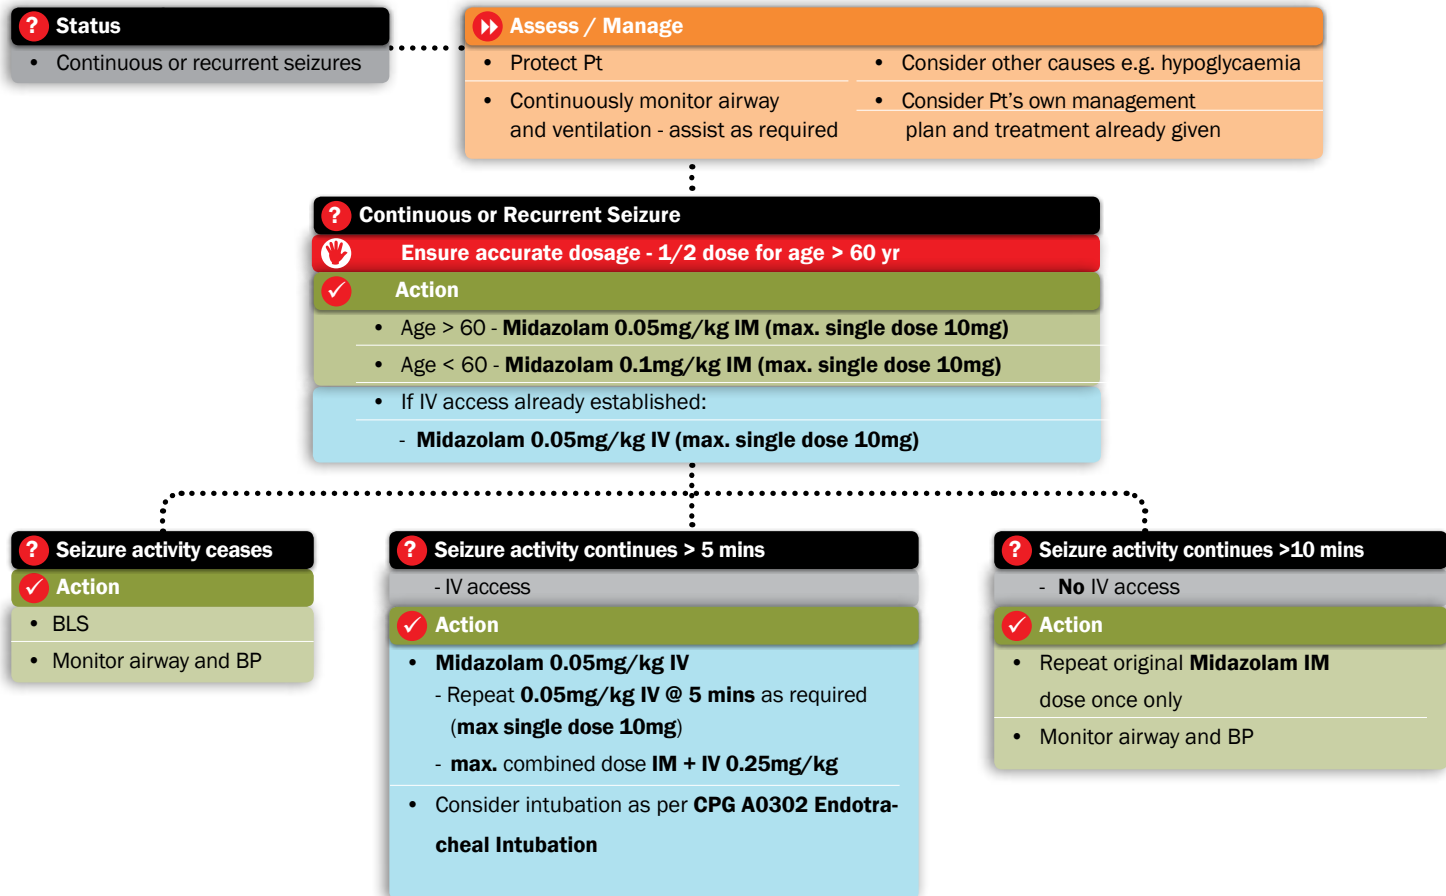 ? Status
• Continuous or recurrent seizures
Assess / Manage
• Protect Pt
• Continuously monitor airway
and ventilation - assist as required
• Consider other causes e.g. hypoglycaemia
• Consider Pt's own management
plan and treatment already given
? Continuous or Recurrent Seizure
Ensure accurate dosage - 1/2 dose for age > 60 yr
Action
• Age > 60 - Midazolam 0.05mg/kg IM (max. single dose 10mg)
• Age < 60 - Midazolam 0.1mg/kg IM (max. single dose 10mg)
• If IV access already established:
- Midazolam 0.05mg/kg IV (max. single dose 10mg)
? Seizure activity ceases
Action
• BLS
• Monitor airway and BP
? Seizure activity continues > 5 mins
- IV access
Action
• Midazolam 0.05mg/kg IV
- Repeat 0.05mg/kg IV @ 5 mins as required
(max single dose 10mg)
- max. combined dose IM + IV 0.25mg/kg
• Consider intubation as per CPG A0302 Endotra-
cheal Intubation
? Seizure activity continues >10 mins
- No IV access
Action
• Repeat original Midazolam IM
dose once only
• Monitor airway and BP